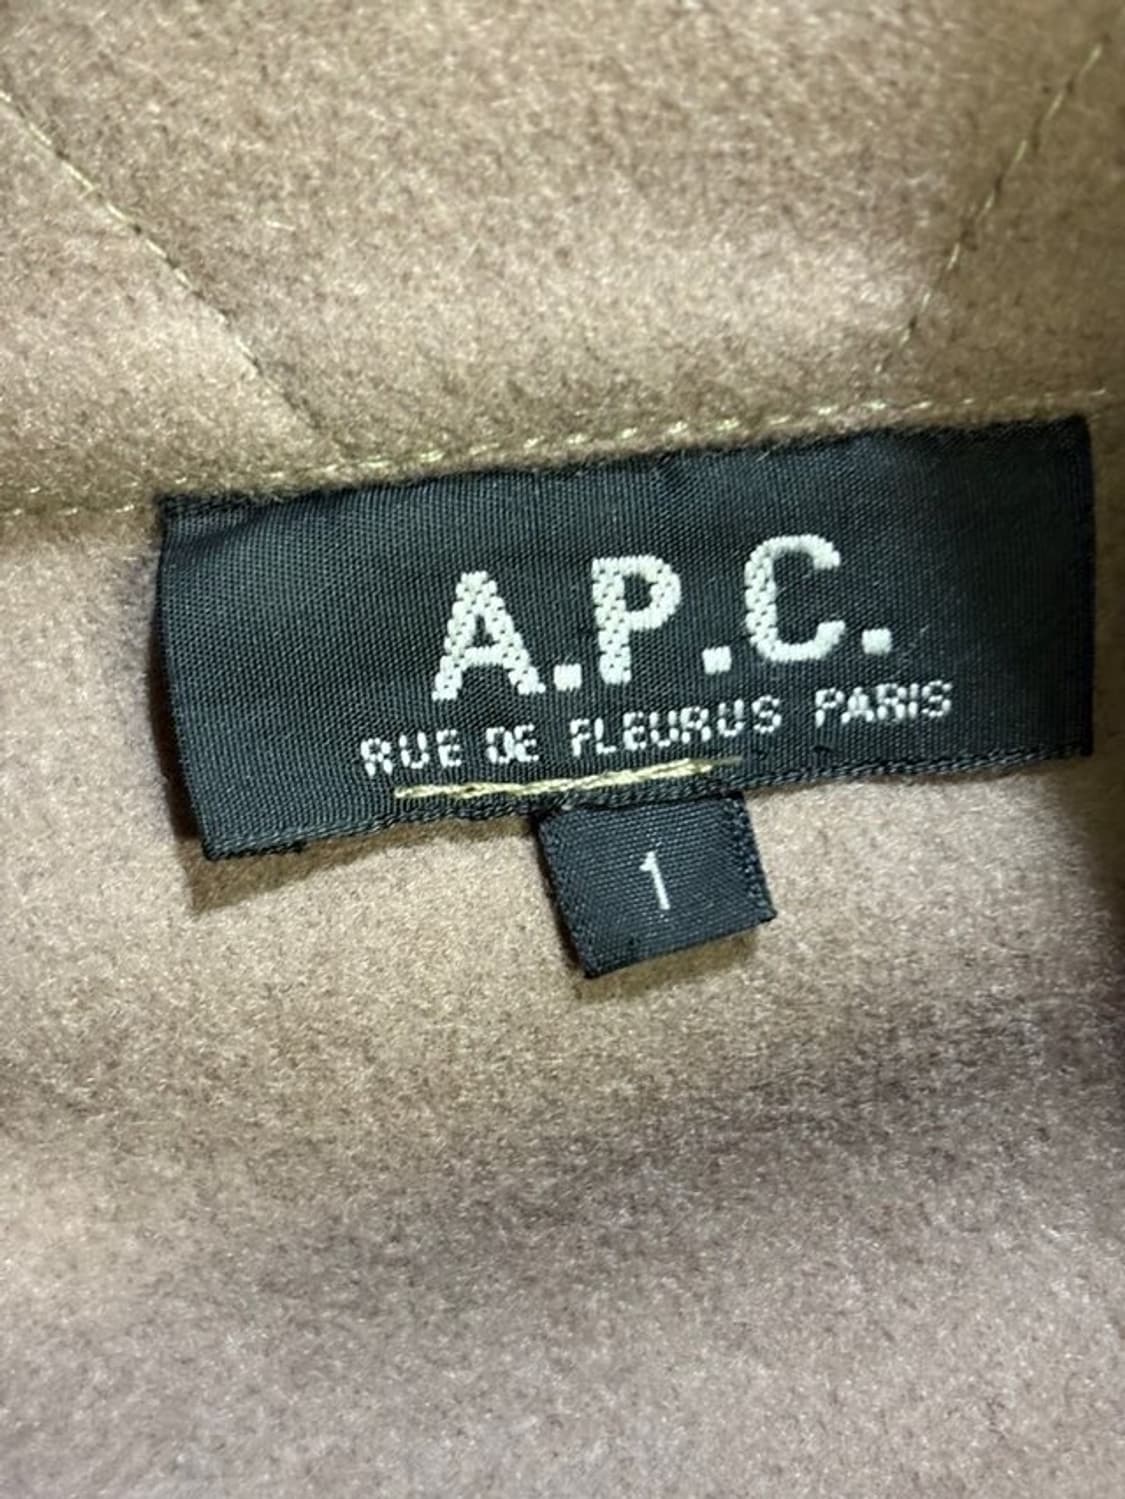 A.P.C.
RUE DE FLEURUS PARIS
1